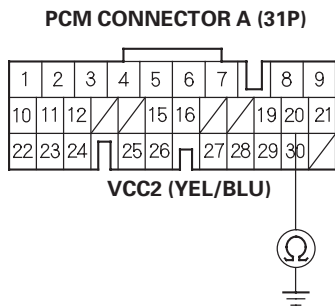 PCM CONNECTOR A (31P)
1 2 3 4 5 6 7 8 9
10 11 12 15 16 19 20 21
22 23 24 25 26 27 28 29 30
VCC2 (YEL/BLU)
Ω